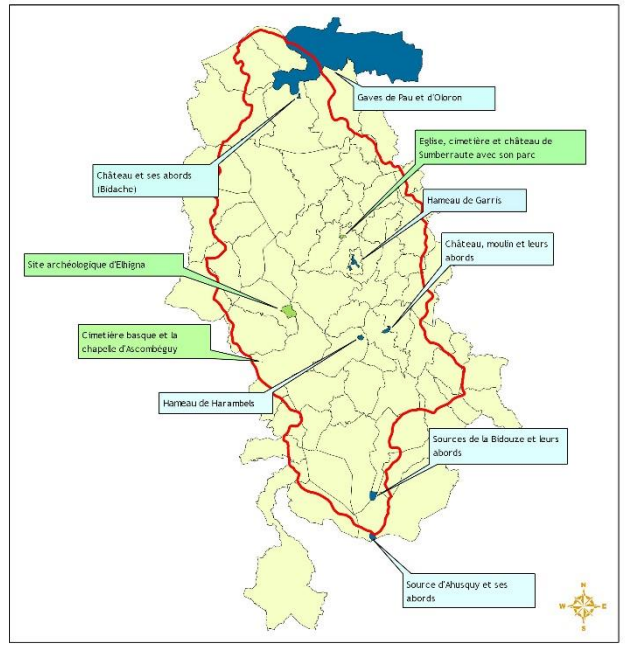 Gaves de Pau et d'Oloron
Eglise, cimetière et château de
Sumberraute avec son parc
Château et ses abords
(Bidache)
Hameau de Garris
Château, moulin et leurs
abords
Site archéologique d'Elhigna
Cimetière basque et la
chapelle d'Ascombéguy
Hameau de Harambels
Sources de la Bidouze et leurs
abords
Source d'Ahusquy et ses
abords
N
W
E
S